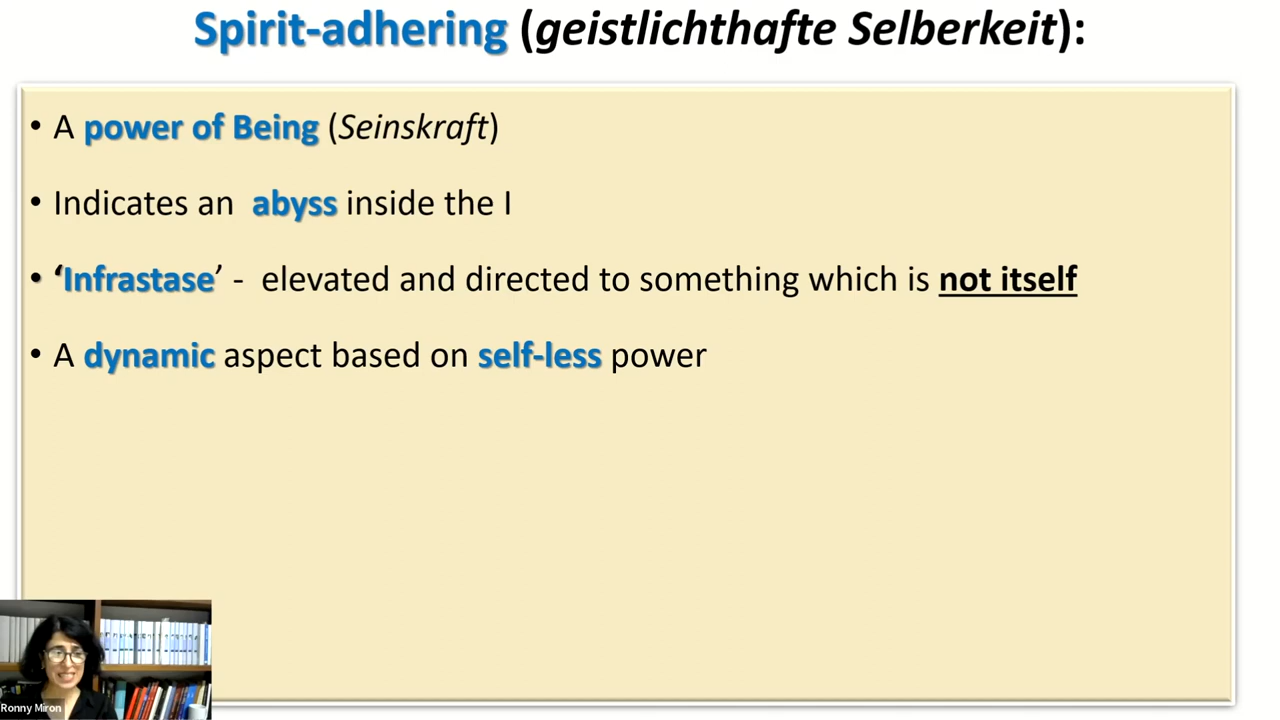 Spirit-adhering (geistlichthafte Selberkeit):
• A power of Being (Seinskraft)
• Indicates an abyss inside the I
• ‘Infrastase’ - elevated and directed to something which is not itself
• A dynamic aspect based on self-less power
Ronny Miron